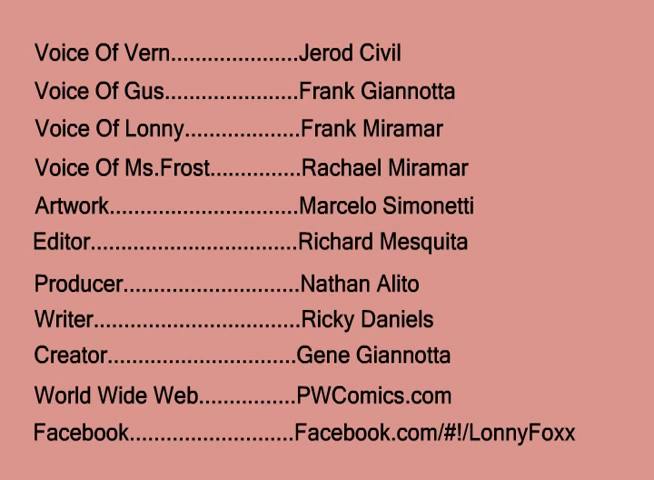 Voice Of Vern.....................Jerod Civil
Voice Of Gus......................Frank Giannotta
Voice Of Lonny...................Frank Miramar
Voice Of Ms.Frost...............Rachael Miramar
Artwork...............................Marcelo Simonetti
Editor..................................Richard Mesquita
Producer.............................Nathan Alito
Writer..................................Ricky Daniels
Creator...............................Gene Giannotta
World Wide Web................PWComics.com
Facebook...........................Facebook.com/#!/LonnyFoxx